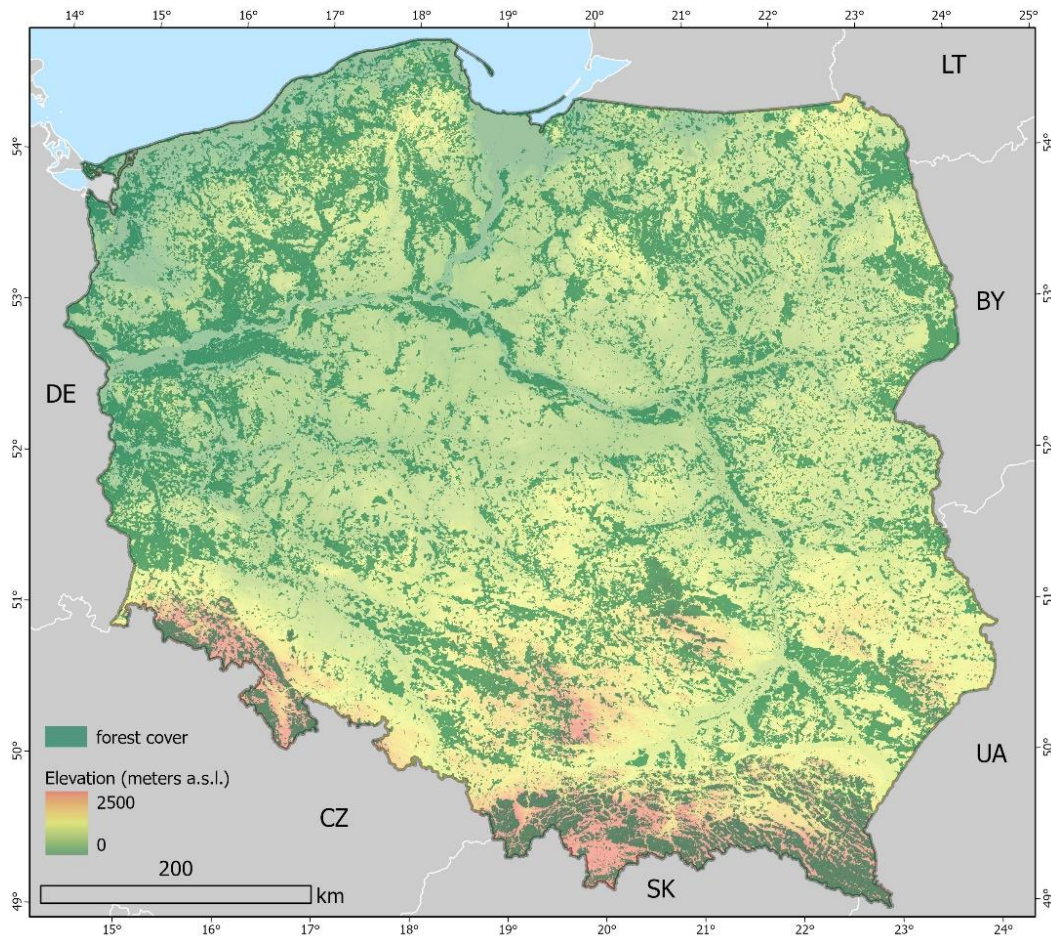 14° 15° 16° 17° 18° 19° 20° 21° 22° 23° 24° 25°
LT
54° 54°
53° 53°
BY
DE
52° 52°
51° 51°
forest cover
50° 50°
UA
Elevation (meters a.s.l.)
2500
0
CZ
200
km
SK
49° 49°
15° 16° 17° 18° 19° 20° 21° 22° 23° 24°